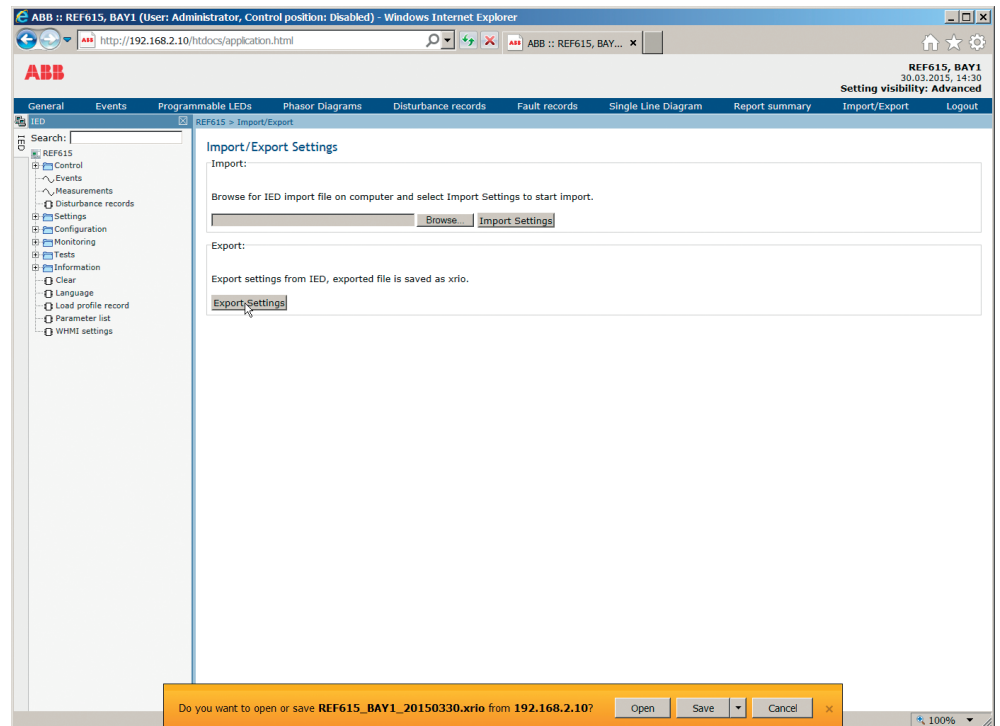 ABB :: REF615, BAY1 (User: Administrator, Control position: Disabled) - Windows Internet Explorer
ABB http://192.168.2.10/htdocs/application.html ABB ABB :: REF615, BAY...
ABB
REF615, BAY1
30.03.2015, 14:30
Setting visibility: Advanced
General Events Programmable LEDs Phasor Diagrams Disturbance records Fault records Single Line Diagram Report summary Import/Export Logout
IED
REF615 > Import/Export
IED
Search:
REF615
Control
Events
Measurements
Disturbance records
Settings
Configuration
Monitoring
Tests
Information
Clear
Language
Load profile record
Parameter list
WHMI settings
Import/Export Settings
Import:
Browse for IED import file on computer and select Import Settings to start import.
Browse... Import Settings
Export:
Export settings from IED, exported file is saved as xrio.
Export Settings
Do you want to open or save REF615_BAY1_20150330.xrio from 192.168.2.10? Open Save Cancel
100%